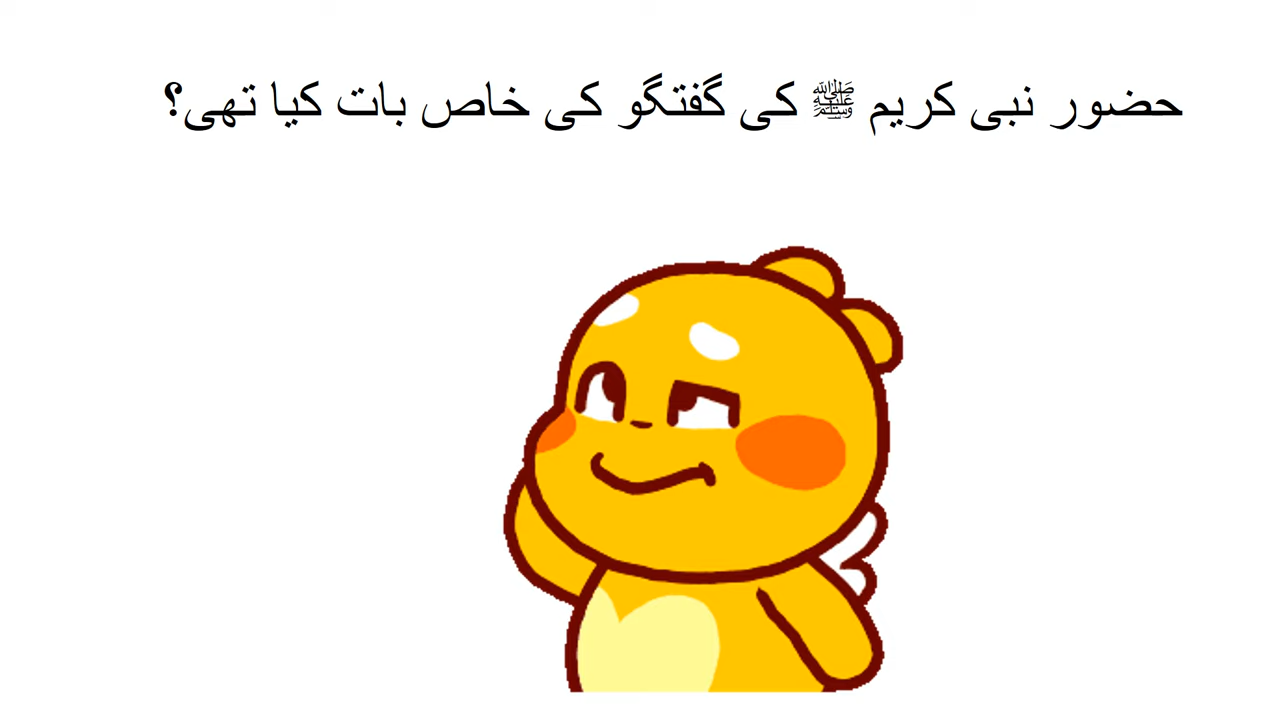 حضور نبی کریم ﷺ کی گفتگو کی خاص بات کیا تھی؟